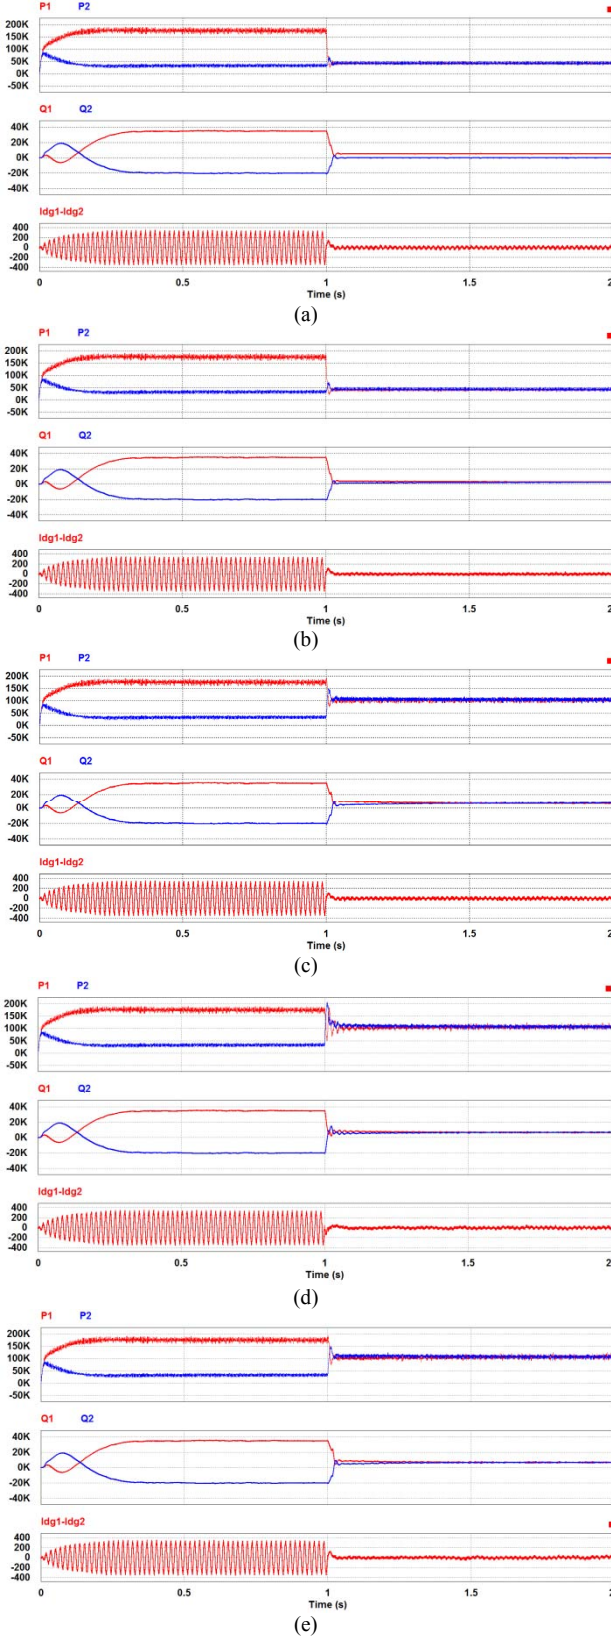 P1 P2
200K
150K
100K
50K
0K
-50K
Q1 Q2
40K
20K
0K
-20K
-40K
Idg1-Idg2
400
200
0
-200
-400
0 0.5 1 1.5 2
Time (s)
(a)
P1 P2
200K
150K
100K
50K
0K
-50K
Q1 Q2
40K
20K
0K
-20K
-40K
Idg1-Idg2
400
200
0
-200
-400
0 0.5 1 1.5 2
Time (s)
(b)
P1 P2
200K
150K
100K
50K
0K
-50K
Q1 Q2
40K
20K
0K
-20K
-40K
Idg1-Idg2
400
200
0
-200
-400
0 0.5 1 1.5 2
Time (s)
(c)
P1 P2
200K
150K
100K
50K
0K
-50K
Q1 Q2
40K
20K
0K
-20K
-40K
Idg1-Idg2
400
200
0
-200
-400
0 0.5 1 1.5 2
Time (s)
(d)
P1 P2
200K
150K
100K
50K
0K
-50K
Q1 Q2
40K
20K
0K
-20K
-40K
Idg1-Idg2
400
200
0
-200
-400
0 0.5 1 1.5 2
Time (s)
(e)